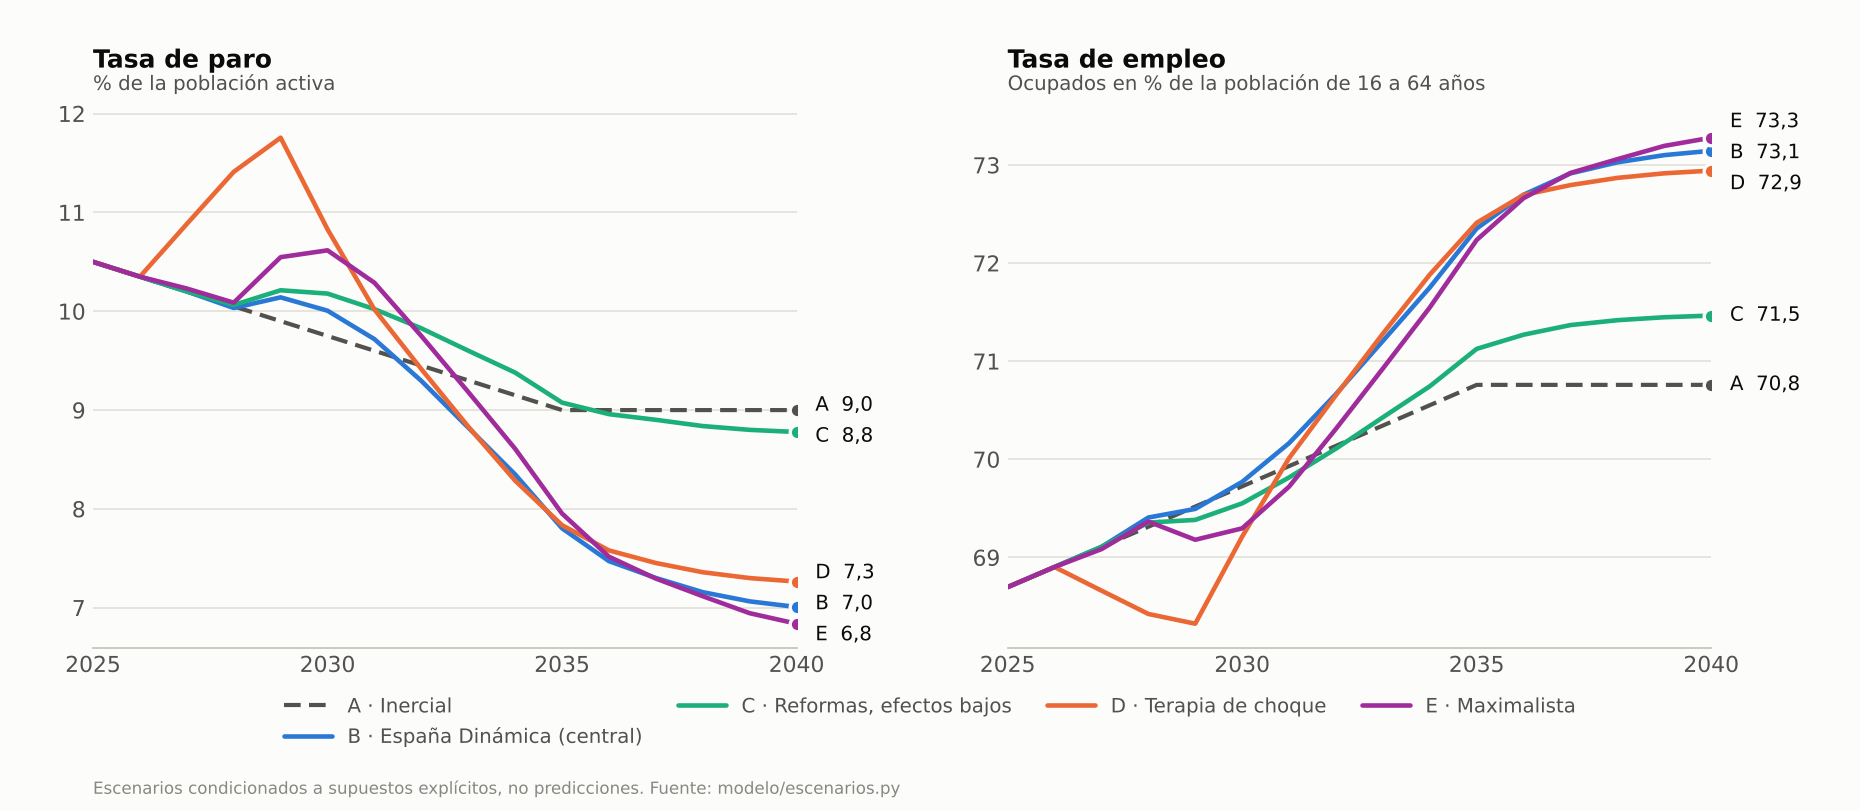 Tasa de paro
% de la población activa
12
11
10
9
8
7
2025 2030 2035 2040
A 9,0
C 8,8
D 7,3
B 7,0
E 6,8
Tasa de empleo
Ocupados en % de la población de 16 a 64 años
73
72
71
70
69
2025 2030 2035 2040
E 73,3
B 73,1
D 72,9
C 71,5
A 70,8
A · Inercial
B · España Dinámica (central)
C · Reformas, efectos bajos
D · Terapia de choque
E · Maximalista
Escenarios condicionados a supuestos explícitos, no predicciones. Fuente: modelo/escenarios.py